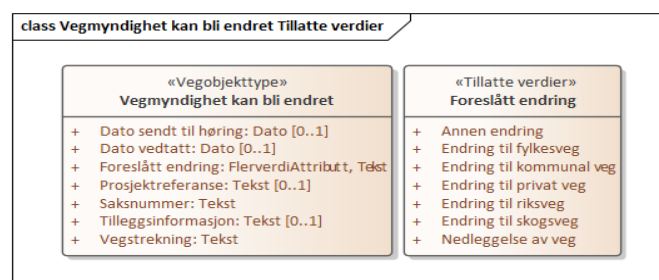 class Vegmyndighet kan bli endret Tillatte verdier
«Vegobjekttype»
Vegmyndighet kan bli endret
+ Dato sendt til høring: Dato [0..1]
+ Dato vedtatt: Dato [0..1]
+ Foreslått endring: FlerverdiAttributt, Tekst
+ Prosjektreferanse: Tekst [0..1]
+ Saksnummer: Tekst
+ Tilleggsinformasjon: Tekst [0..1]
+ Vegstrekning: Tekst
«Tillatte verdier»
Foreslått endring
+ Annen endring
+ Endring til fylkesveg
+ Endring til kommunal veg
+ Endring til privat veg
+ Endring til riksveg
+ Endring til skogsveg
+ Nedleggelse av veg